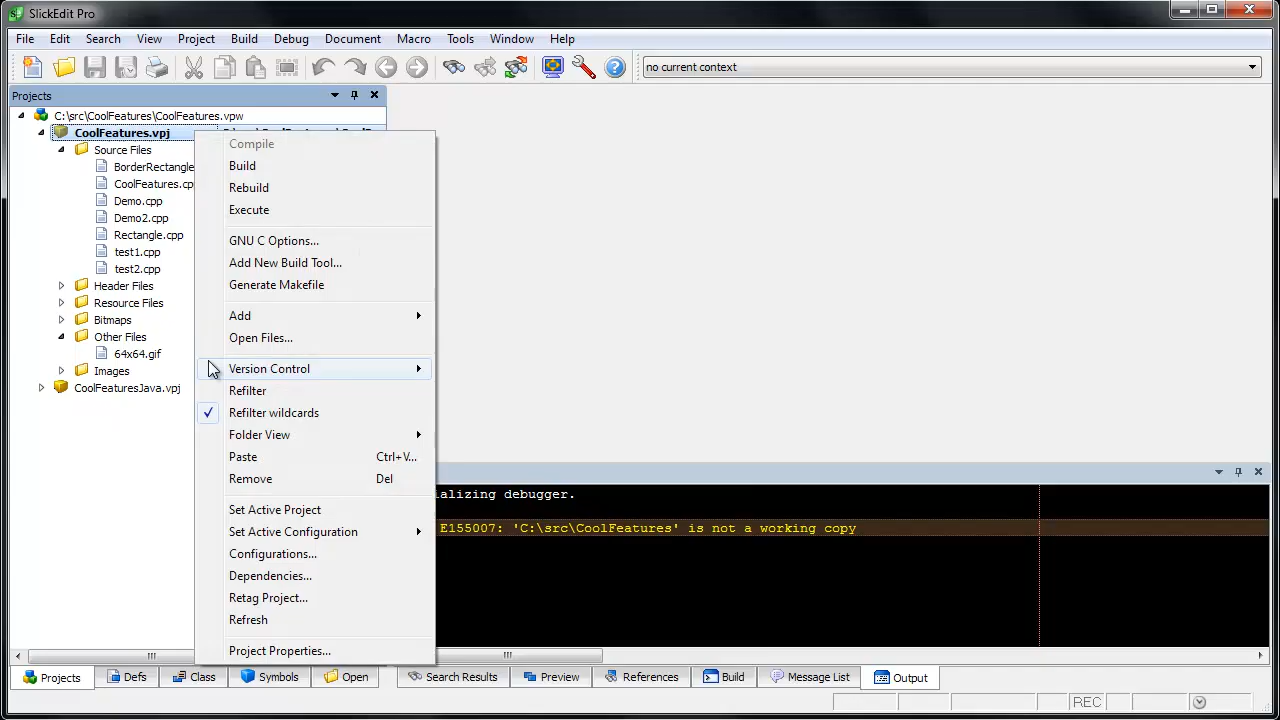 SlickEdit Pro
File Edit Search View Project Build Debug Document Macro Tools Window Help
no current context
Projects
C:\src\CoolFeatures\CoolFeatures.vpw
CoolFeatures.vpj
Source Files
BorderRectangle
CoolFeatures.cp
Demo.cpp
Demo2.cpp
Rectangle.cpp
test1.cpp
test2.cpp
Header Files
Resource Files
Bitmaps
Other Files
64x64.gif
Images
CoolFeaturesJava.vpj
Compile
Build
Rebuild
Execute
GNU C Options...
Add New Build Tool...
Generate Makefile
Add
Open Files...
Version Control
Refilter
Refilter wildcards
Folder View
Paste Ctrl+V...
Remove Del
Set Active Project
Set Active Configuration
Configurations...
Dependencies...
Retag Project...
Refresh
Project Properties...
ializing debugger.
E155007: 'C:\src\CoolFeatures' is not a working copy
Projects Defs Class Symbols Open Search Results Preview References Build Message List Output
REC